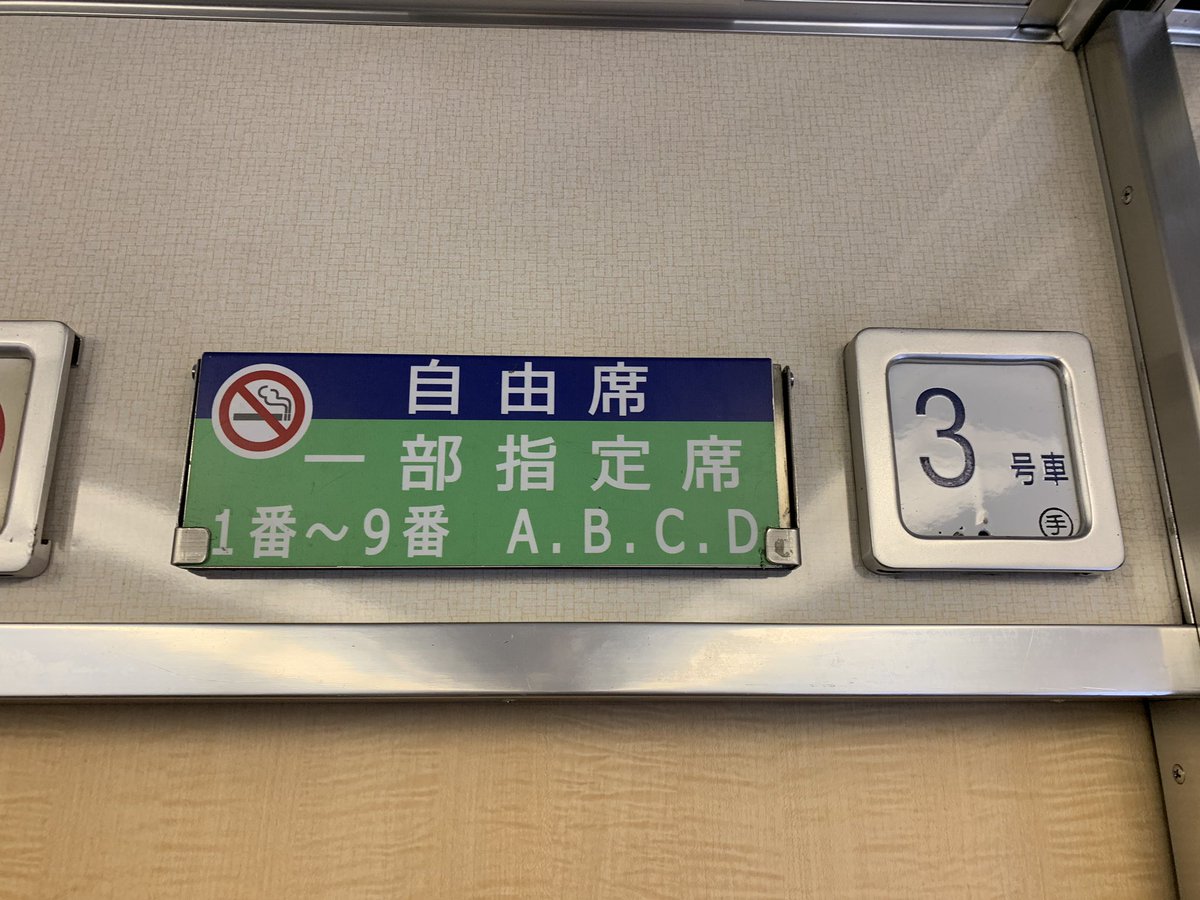 自由席
一部指定席
1番～9番 A.B.C.D
3号車
手